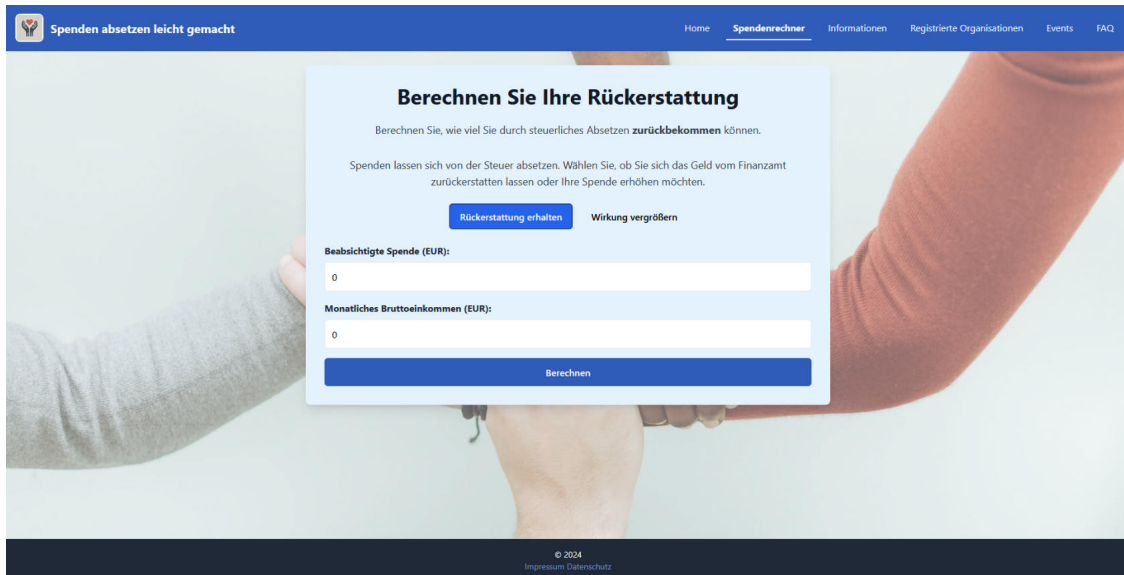 Spenden absetzen leicht gemacht
Home Spendenrechner Informationen Registrierte Organisationen Events FAQ
Berechnen Sie Ihre Rückerstattung
Berechnen Sie, wie viel Sie durch steuerliches Absetzen zurückbekommen können.
Spenden lassen sich von der Steuer absetzen. Wählen Sie, ob Sie sich das Geld vom Finanzamt
zurückerstatten lassen oder Ihre Spende erhöhen möchten.
Rückerstattung erhalten Wirkung vergrößern
Beabsichtigte Spende (EUR):
0
Monatliches Bruttoeinkommen (EUR):
0
Berechnen
© 2024
Impressum Datenschutz